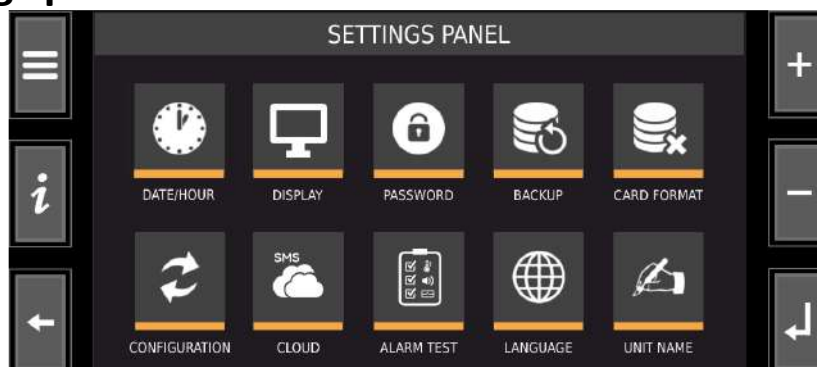 SETTINGS PANEL
DATE/HOUR DISPLAY PASSWORD BACKUP CARD FORMAT
SMS
CONFIGURATION CLOUD ALARM TEST LANGUAGE UNIT NAME